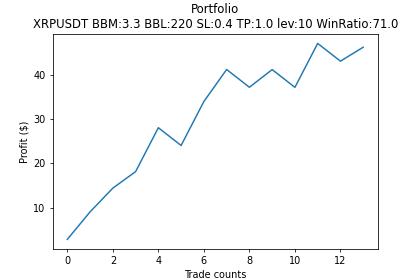 Portfolio
XRPUSDT BBM:3.3 BBL:220 SL:0.4 TP:1.0 lev:10 WinRatio:71.0
Profit ($)
40
30
20
10
0 2 4 6 8 10 12
Trade counts